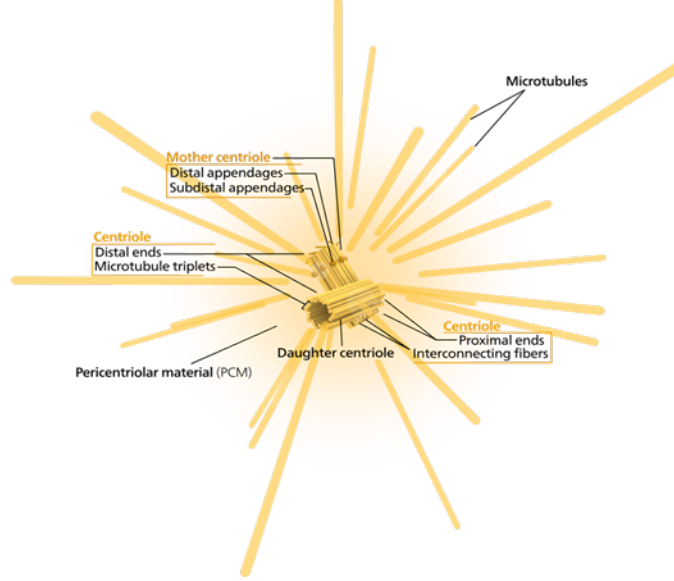 Microtubules
Mother centriole
Distal appendages
Subdistal appendages
Centriole
Distal ends
Microtubule triplets
Centriole
Proximal ends
Interconnecting fibers
Daughter centriole
Pericentriolar material (PCM)